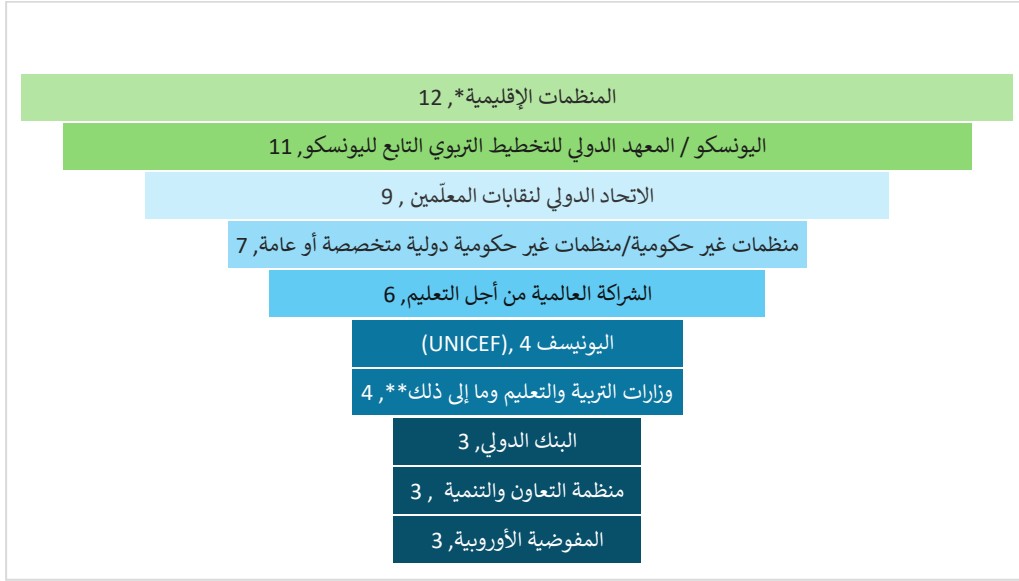 المنظمات الإقليمية*, 12
اليونسكو / المعهد الدولي للتخطيط التربوي التابع لليونسكو, 11
الاتحاد الدولي لنقابات المعلّمين , 9
منظمات غير حكومية/منظمات غير حكومية دولية متخصصة أو عامة, 7
الشراكة العالمية من أجل التعليم, 6
اليونيسف 4 ,(UNICEF)
وزارات التربية والتعليم وما إلى ذلك**, 4
البنك الدولي, 3
منظمة التعاون والتنمية , 3
المفوضية الأوروبية, 3